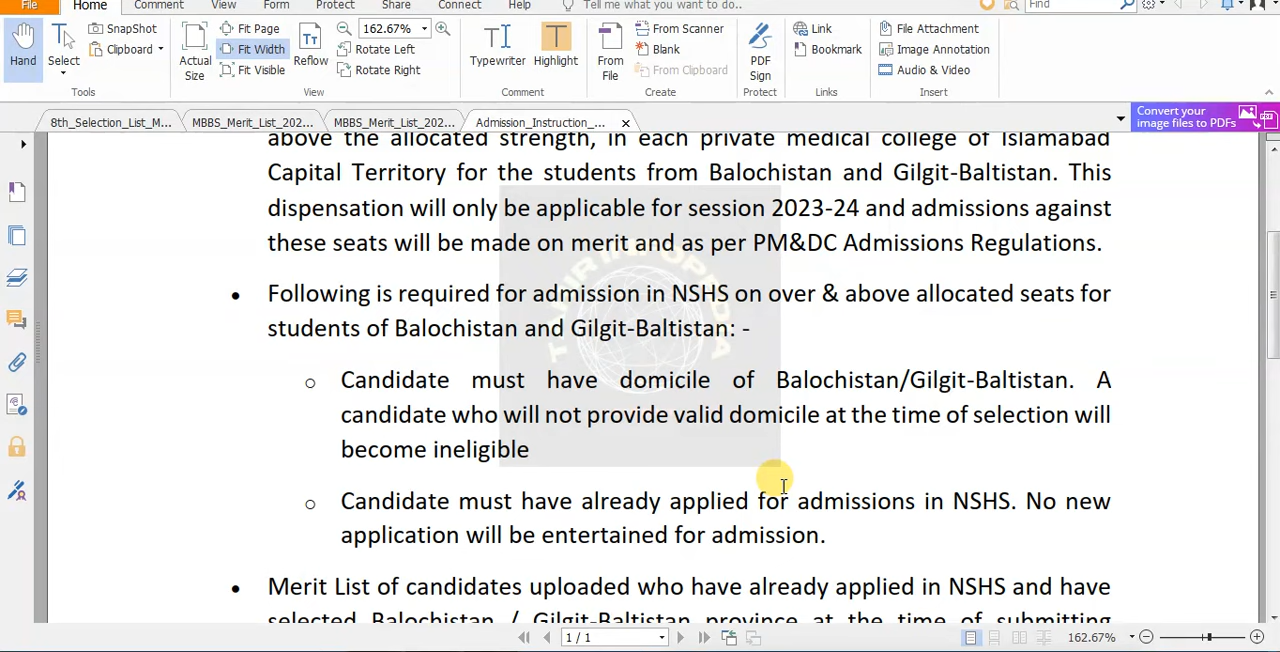 File Home Comment View Form Protect Share Connect Help Tell me what you want to do.. Find
Hand
Select
SnapShot
Clipboard
Actual Size
Fit Page
Fit Width
Fit Visible
Reflow
162.67%
Rotate Left
Rotate Right
Typewriter
Highlight
From File
From Scanner
Blank
From Clipboard
PDF Sign
Link
Bookmark
File Attachment
Image Annotation
Audio & Video
Tools View Comment Create Protect Links Insert
8th_Selection_List_M... MBBS_Merit_List_202... MBBS_Merit_List_202... Admission_Instruction_...
Convert your
image files to PDFs
above the allocated strength, in each private medical college of Islamabad
Capital Territory for the students from Balochistan and Gilgit-Baltistan. This
dispensation will only be applicable for session 2023-24 and admissions against
these seats will be made on merit and as per PM&DC Admissions Regulations.
• Following is required for admission in NSHS on over & above allocated seats for
students of Balochistan and Gilgit-Baltistan: -
o Candidate must have domicile of Balochistan/Gilgit-Baltistan. A
candidate who will not provide valid domicile at the time of selection will
become ineligible
o Candidate must have already applied for admissions in NSHS. No new
application will be entertained for admission.
• Merit List of candidates uploaded who have already applied in NSHS and have
selected Balochistan / Gilgit-Baltistan province at the time of submitting
1 / 1
162.67%